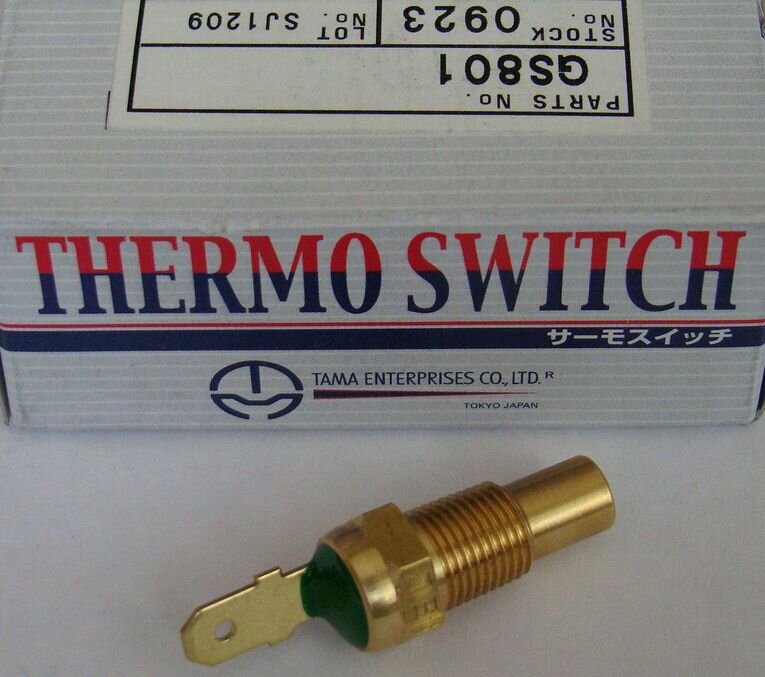 PARTS No. GS801
STOCK No. 0923 LOT No. SJ1209
THERMO SWITCH
サーモスイッチ
TAMA ENTERPRISES CO., LTD. R
TOKYO JAPAN